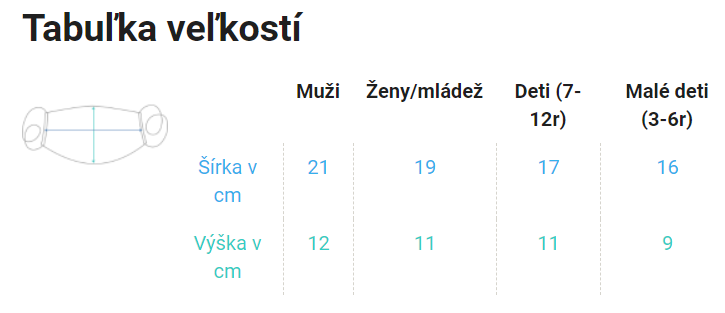 Tabuľka veľkostí
Muži Ženy/mládež Deti (7- Malé deti
12r) (3-6r)
Šírka v 21 19 17 16
cm
Výška v 12 11 11 9
cm